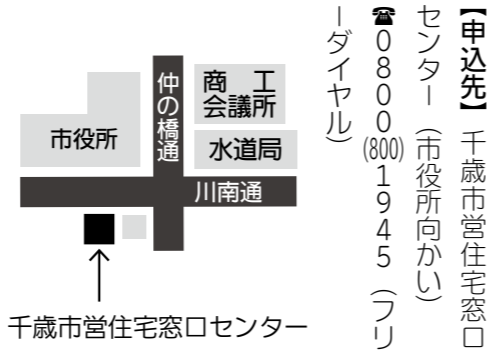 【申込先】 千歳市営住宅窓口
センター（市役所向かい）
☎0800(800)1945（フリ
ーダイヤル）
仲の橋通
商工
会議所
市役所
水道局
川南通
千歳市営住宅窓口センター